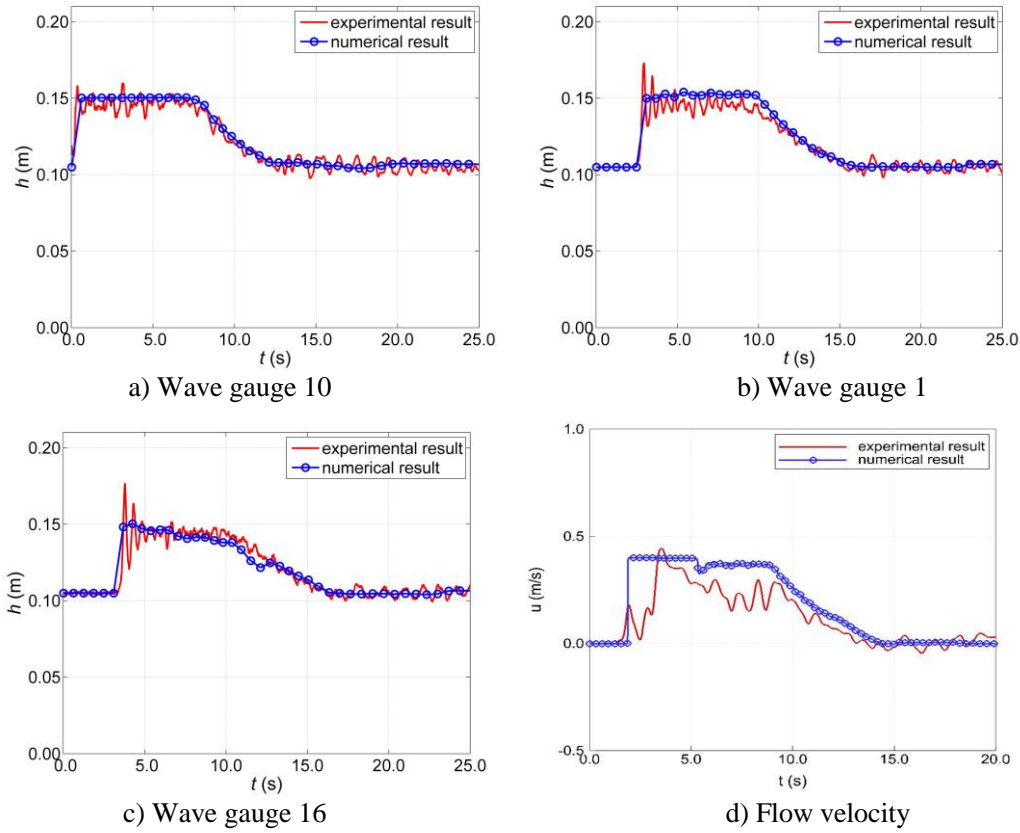 0.20
experimental result
numerical result
0.15
h (m)
0.10
0.05
0.00
0.0 5.0 10.0 15.0 20.0 25.0
t (s)
a) Wave gauge 10
0.20
experimental result
numerical result
0.15
h (m)
0.10
0.05
0.00
0.0 5.0 10.0 15.0 20.0 25.0
t (s)
b) Wave gauge 1
0.20
experimental result
numerical result
0.15
h (m)
0.10
0.05
0.00
0.0 5.0 10.0 15.0 20.0 25.0
t (s)
c) Wave gauge 16
1.0
experimental result
numerical result
0.5
u (m/s)
0.0
-0.5
0.0 5.0 10.0 15.0 20.0
t (s)
d) Flow velocity